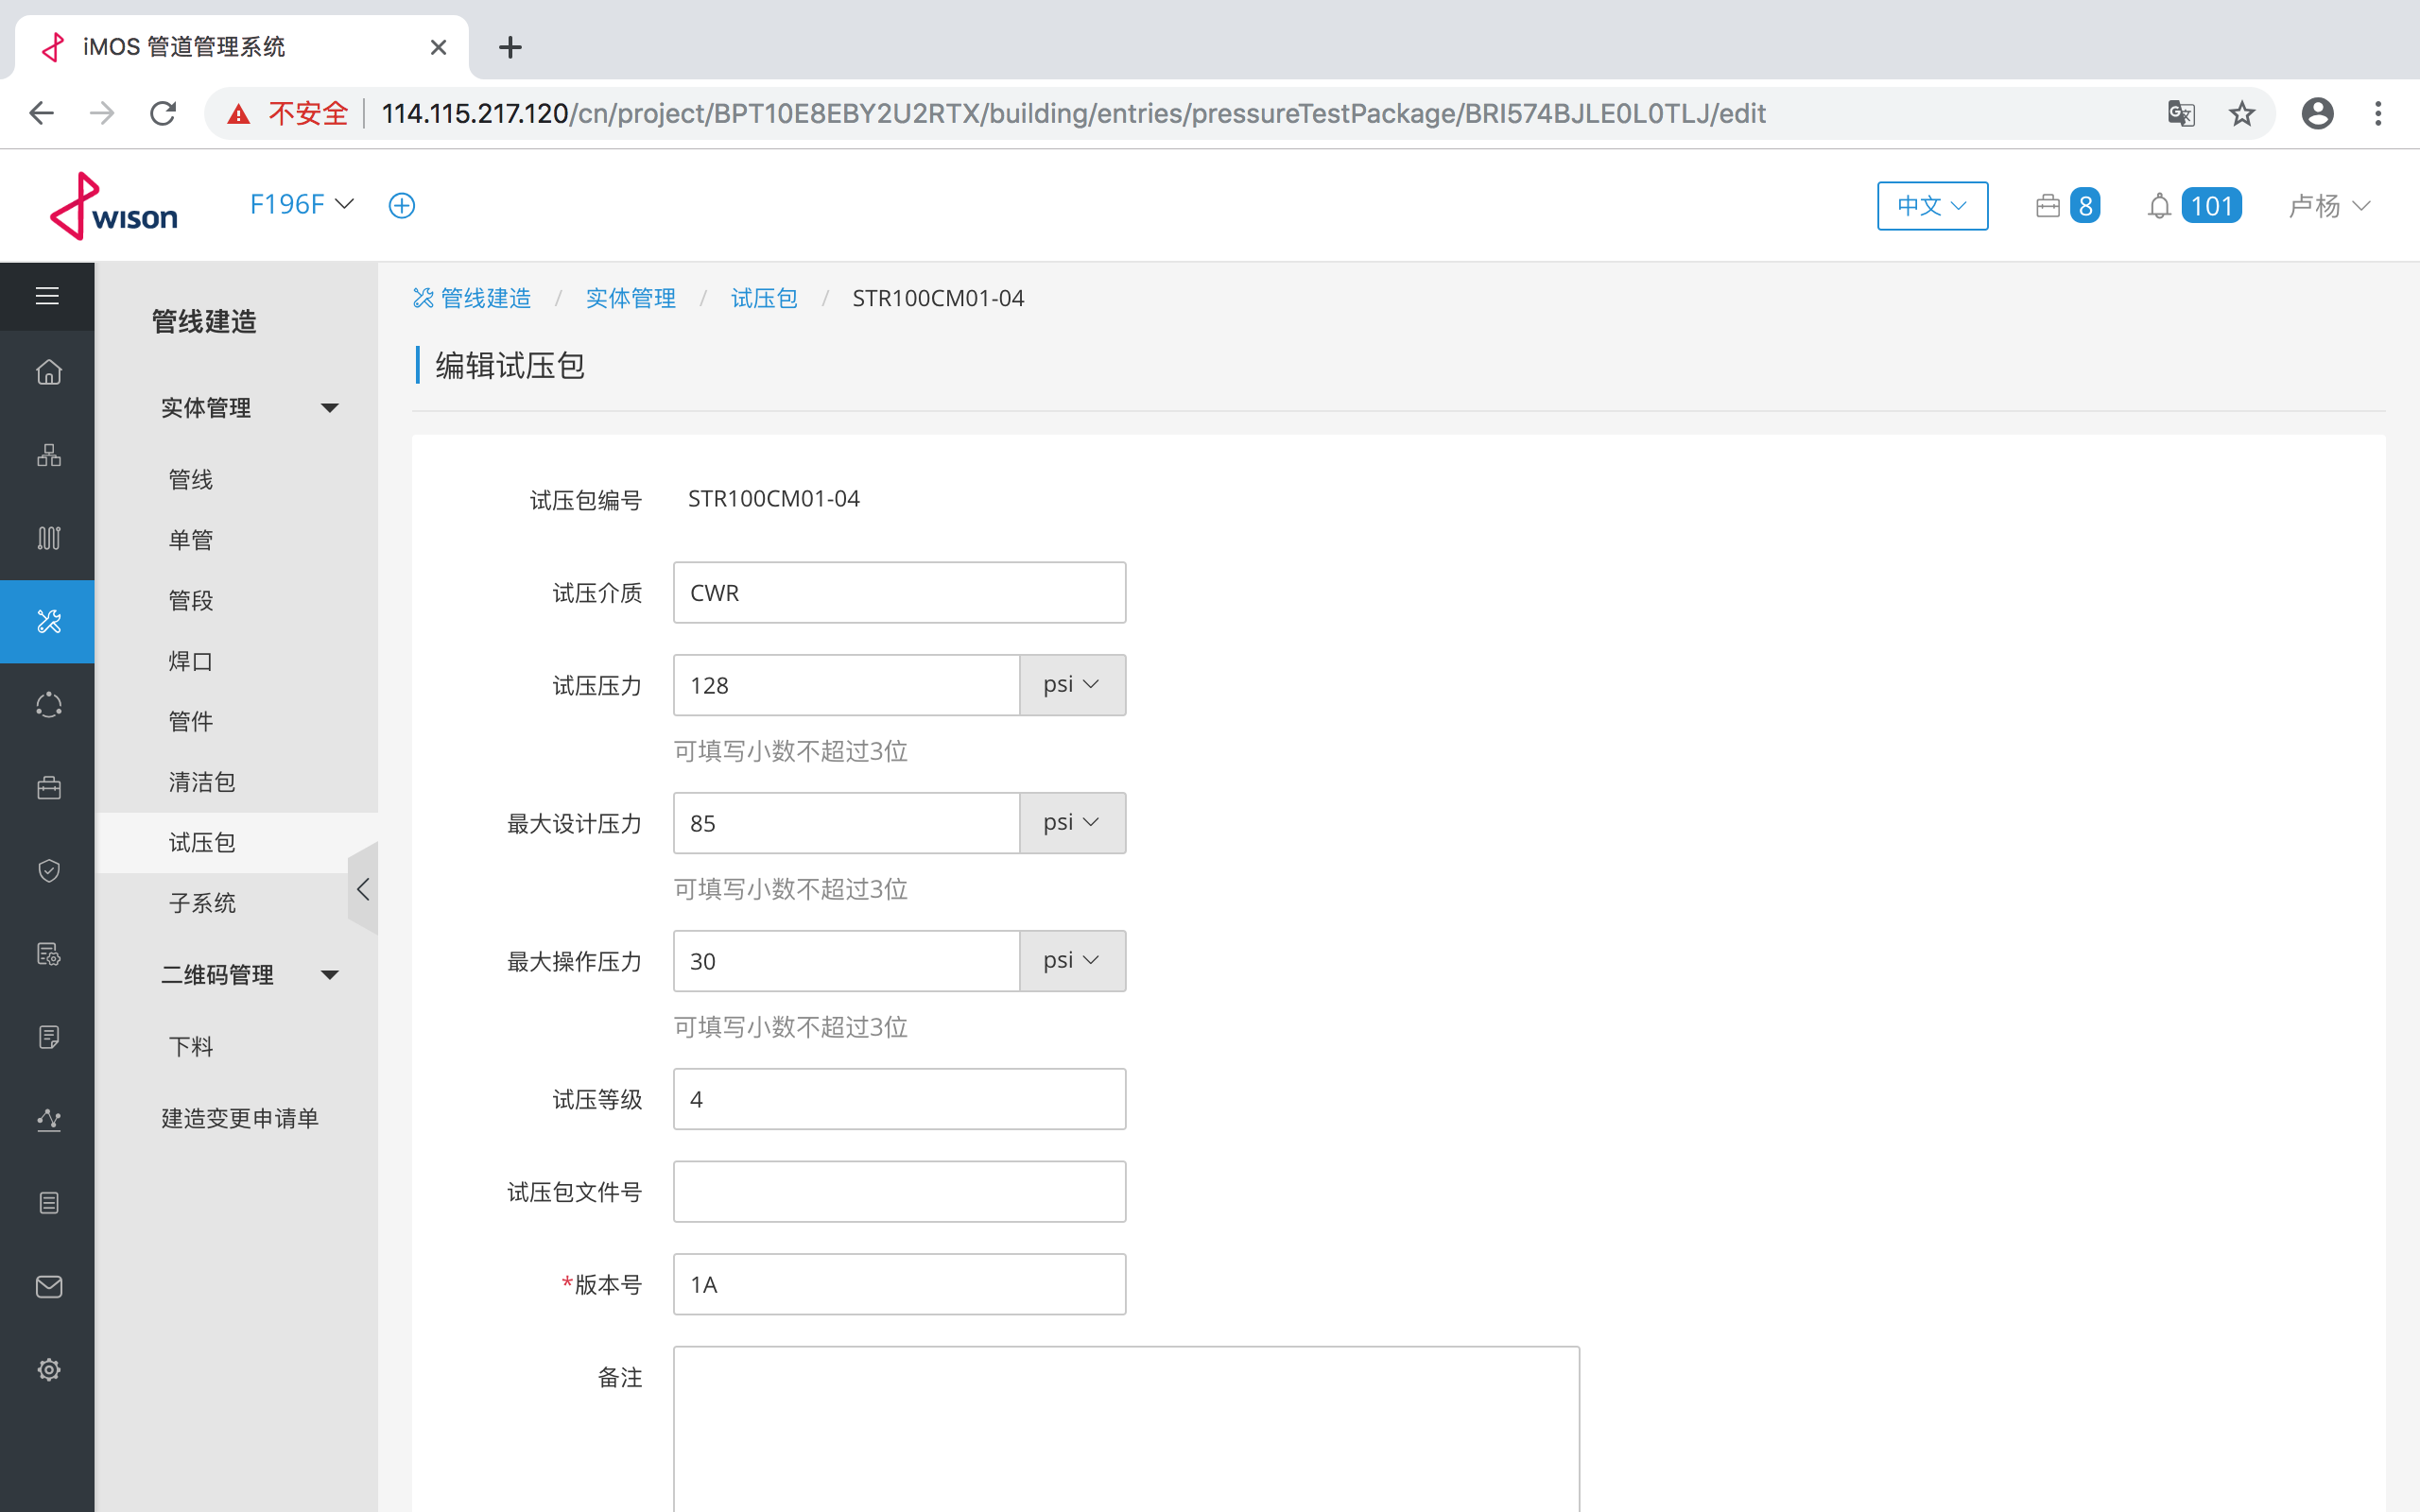 iMOS 管道管理系统
不安全 114.115.217.120/cn/project/BPT10E8EBY2U2RTX/building/entries/pressureTestPackage/BRI574BJLE0L0TLJ/edit
wison F196F 中文 8 101 卢杨
管线建造 / 实体管理 / 试压包 / STR100CM01-04
管线建造
实体管理
管线
单管
管段
焊口
管件
清洁包
试压包
子系统
二维码管理
下料
建造变更申请单
编辑试压包
试压包编号 STR100CM01-04
试压介质 CWR
试压压力 128 psi
可填写小数不超过3位
最大设计压力 85 psi
可填写小数不超过3位
最大操作压力 30 psi
可填写小数不超过3位
试压等级 4
试压包文件号
*版本号 1A
备注